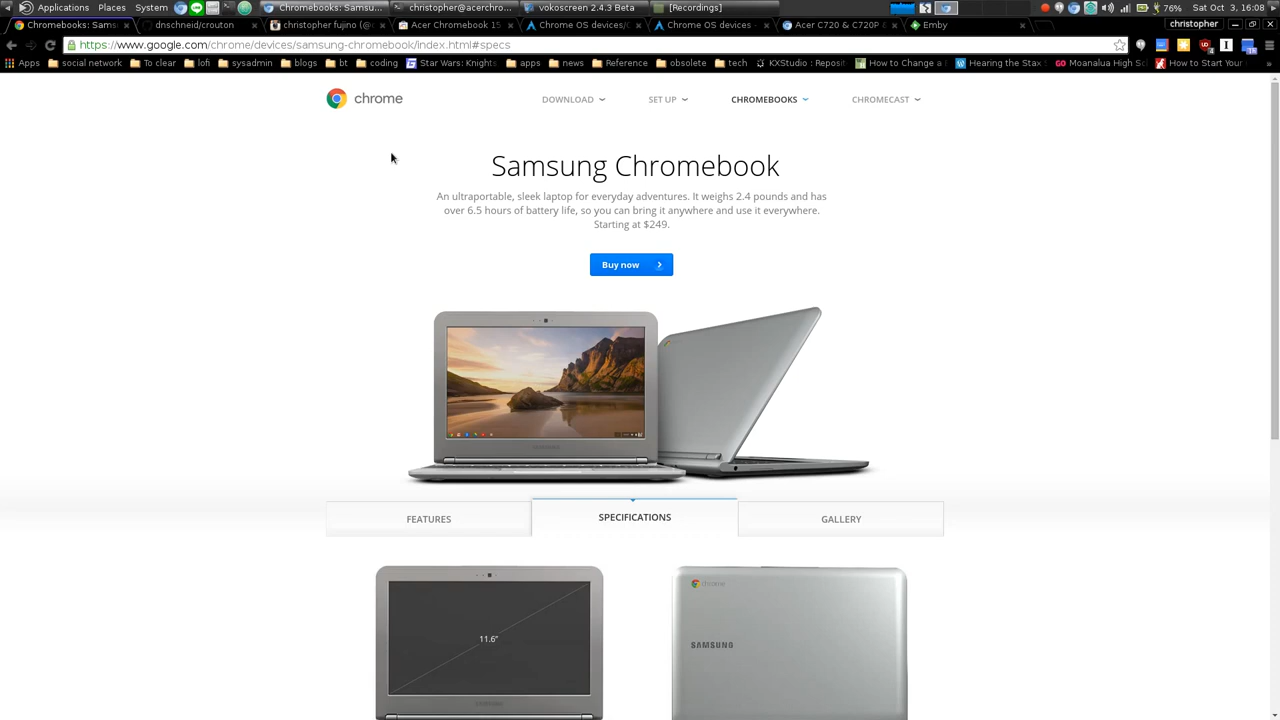 Applications Places System Chromebooks: Samsu... christopher@acerchro... vokoscreen 2.4.3 Beta [Recordings] 76% Sat Oct 3, 16:08
Chromebooks: Sams dnschneid/crouton christopher fujino (@ Acer Chromebook 15 Chrome OS devices/C Chrome OS devices - Acer C720 & C720P Emby christopher
https://www.google.com/chrome/devices/samsung-chromebook/index.html#specs
Apps social network To clear lofi sysadmin blogs bt coding Star Wars: Knights apps news Reference obsolete tech KXStudio : Reposit How to Change a Hearing the Stax Moanalua High Sc How to Start Your »
chrome
DOWNLOAD SET UP CHROMEBOOKS CHROMECAST
Samsung Chromebook
An ultraportable, sleek laptop for everyday adventures. It weighs 2.4 pounds and has
over 6.5 hours of battery life, so you can bring it anywhere and use it everywhere.
Starting at $249.
Buy now
FEATURES SPECIFICATIONS GALLERY
11.6"
chrome
SAMSUNG